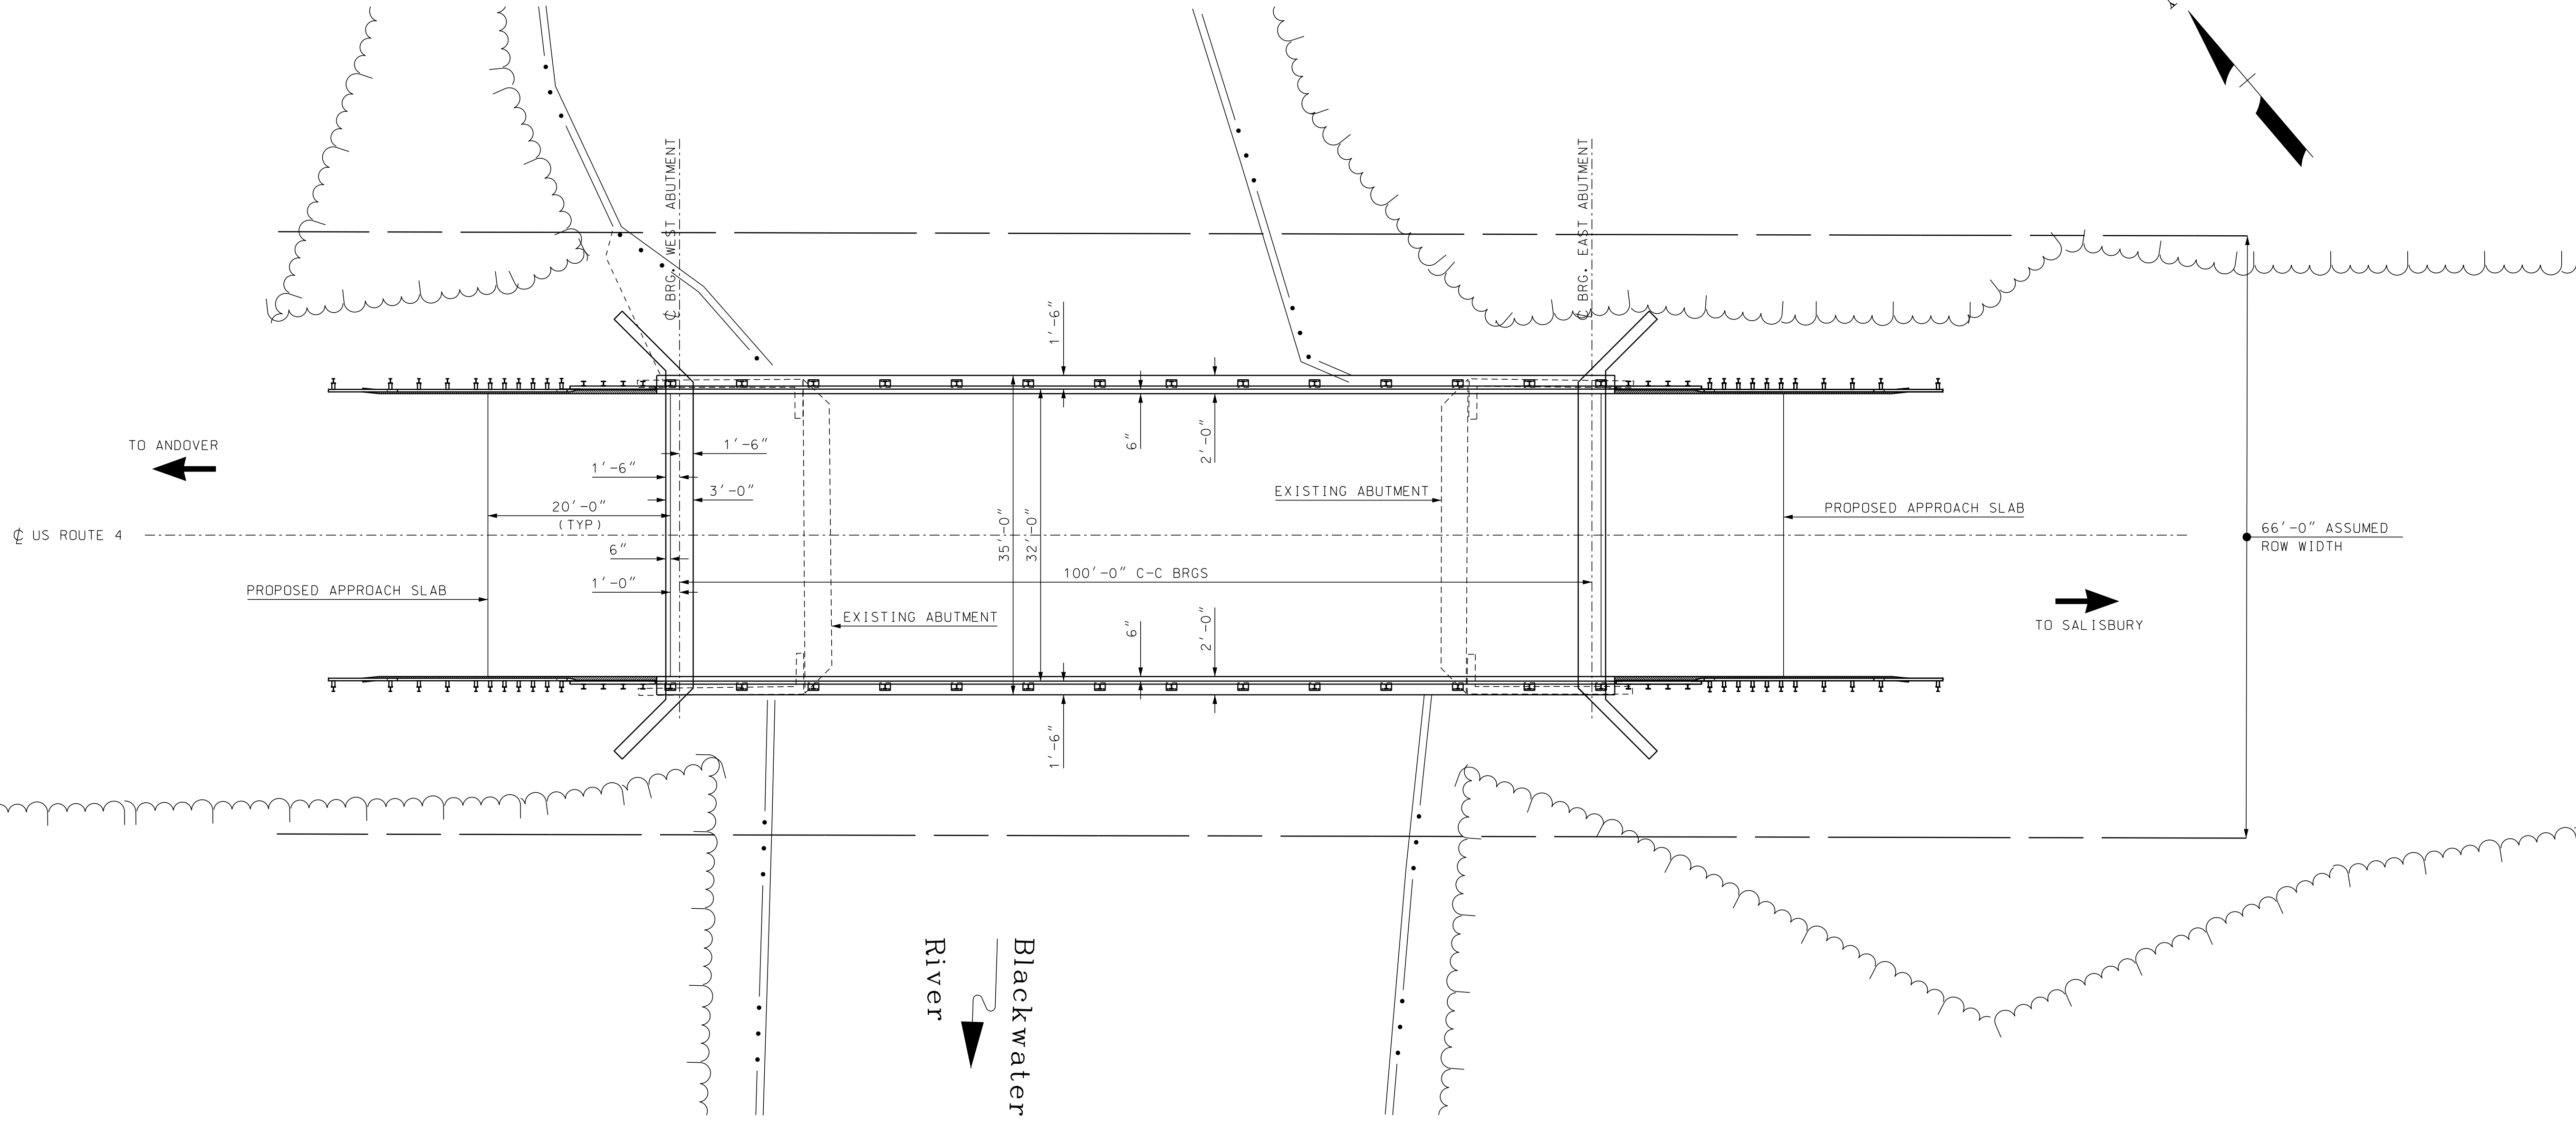 ℄ BRG. WEST ABUTMENT
℄ BRG. EAST ABUTMENT
1'-6"
TO ANDOVER
6"
2'-0"
1'-6"
1'-6"
3'-0"
20'-0"
(TYP)
EXISTING ABUTMENT
PROPOSED APPROACH SLAB
35'-0"
32'-0"
℄ US ROUTE 4
66'-0" ASSUMED
ROW WIDTH
6"
1'-0"
100'-0" C-C BRGS
PROPOSED APPROACH SLAB
EXISTING ABUTMENT
TO SALISBURY
6"
2'-0"
1'-6"
Blackwater
River